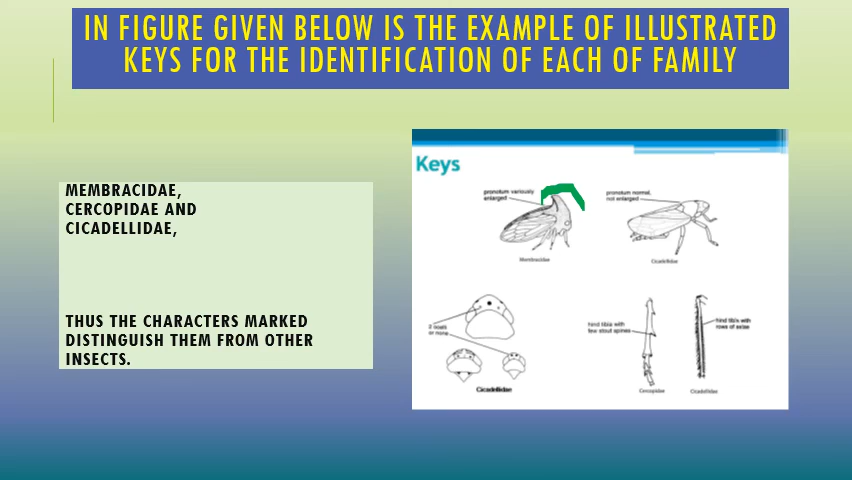 IN FIGURE GIVEN BELOW IS THE EXAMPLE OF ILLUSTRATED
KEYS FOR THE IDENTIFICATION OF EACH OF FAMILY
MEMBRACIDAE,
CERCOPIDAE AND
CICADELLIDAE,
THUS THE CHARACTERS MARKED
DISTINGUISH THEM FROM OTHER
INSECTS.
Keys
pronotum variously
enlarged
pronotum normal,
not enlarged
Membracidae
Cicadellidae
2 ocelli
or none
Cicadellidae
hind tibia with
few stout spines
hind tibia with
rows of setae
Cercopidae
Cicadellidae